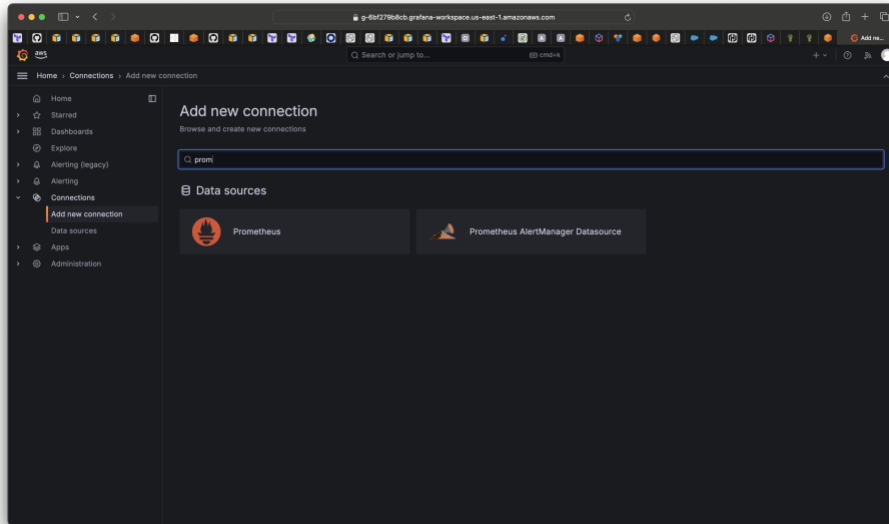 g-6bf279b8cb.grafana-workspace.us-east-1.amazonaws.com
Add ne...
aws
Search or jump to...
cmd+k
Home › Connections › Add new connection
Home
Starred
Dashboards
Explore
Alerting (legacy)
Alerting
Connections
Add new connection
Data sources
Apps
Administration
Add new connection
Browse and create new connections
prom
Data sources
Prometheus
Prometheus AlertManager Datasource